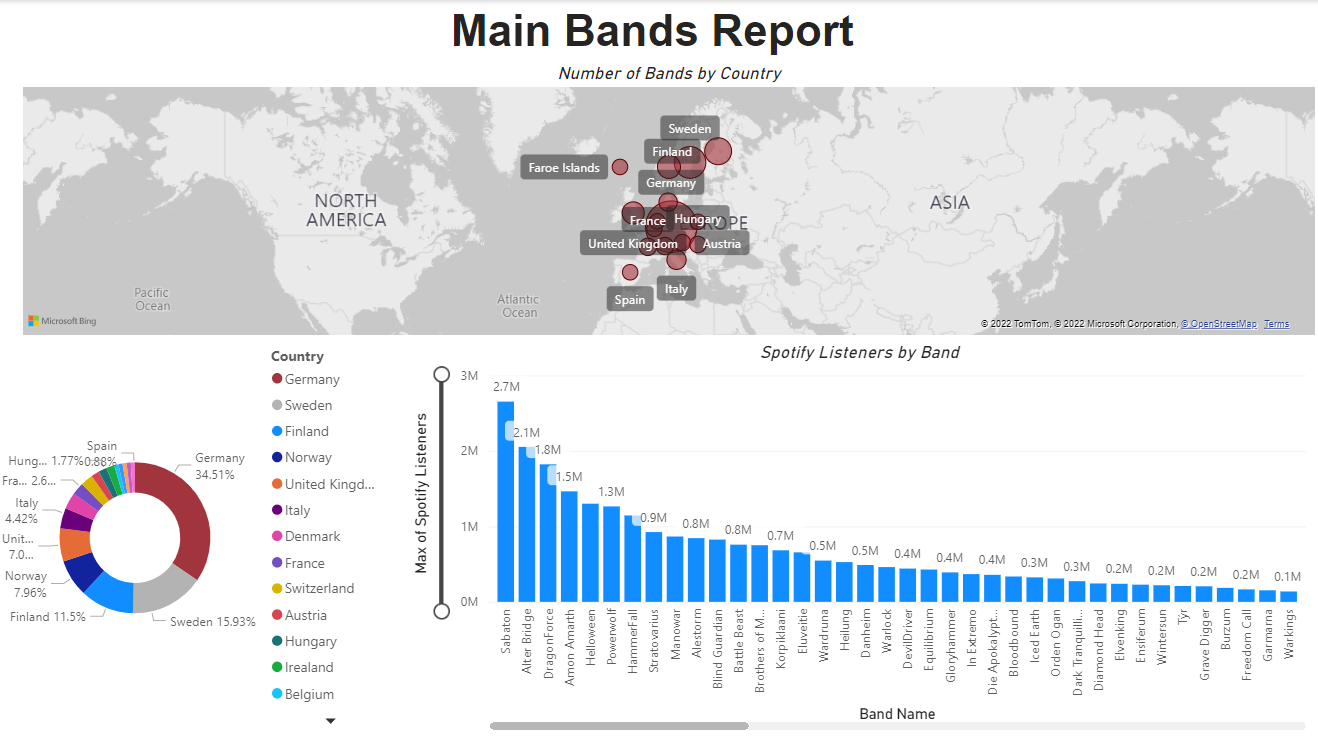 Main Bands Report
Number of Bands by Country
Sweden
Finland
Faroe Islands
Germany
NORTH
AMERICA
ASIA
France
Hungary
United Kingdom
Austria
Italy
Spain
Pacific
Ocean
Atlantic
Ocean
Microsoft Bing
© 2022 TomTom, © 2022 Microsoft Corporation, © OpenStreetMap Terms
Country
Germany
Sweden
Finland
Norway
United Kingd...
Italy
Denmark
France
Switzerland
Austria
Hungary
Irealand
Belgium
Spain
0.88%
Hung... 1.77%
Fra... 2.6...
Italy
4.42%
Unit...
7.0...
Norway
7.96%
Finland 11.5%
Sweden 15.93%
Germany
34.51%
Spotify Listeners by Band
Max of Spotify Listeners
3M
2M
1M
0M
2.7M
2.1M
1.8M
1.5M
1.3M
0.9M
0.8M
0.8M
0.7M
0.5M
0.5M
0.4M
0.4M
0.4M
0.3M
0.3M
0.2M
0.2M
0.2M
0.2M
0.1M
Sabaton
Alter Bridge
DragonForce
Amon Amarth
Helloween
Powerwolf
HammerFall
Stratovarius
Manowar
Alestorm
Blind Guardian
Battle Beast
Brothers of M...
Korpiklaani
Eluveitie
Wardruna
Heilung
Danheim
Warlock
DevilDriver
Equilibrium
Gloryhammer
In Extremo
Die Apokalypt...
Bloodbound
Iced Earth
Orden Ogan
Dark Tranquilli...
Diamond Head
Elvenking
Ensiferum
Wintersun
Týr
Grave Digger
Burzum
Freedom Call
Garmarna
Warkings
Band Name